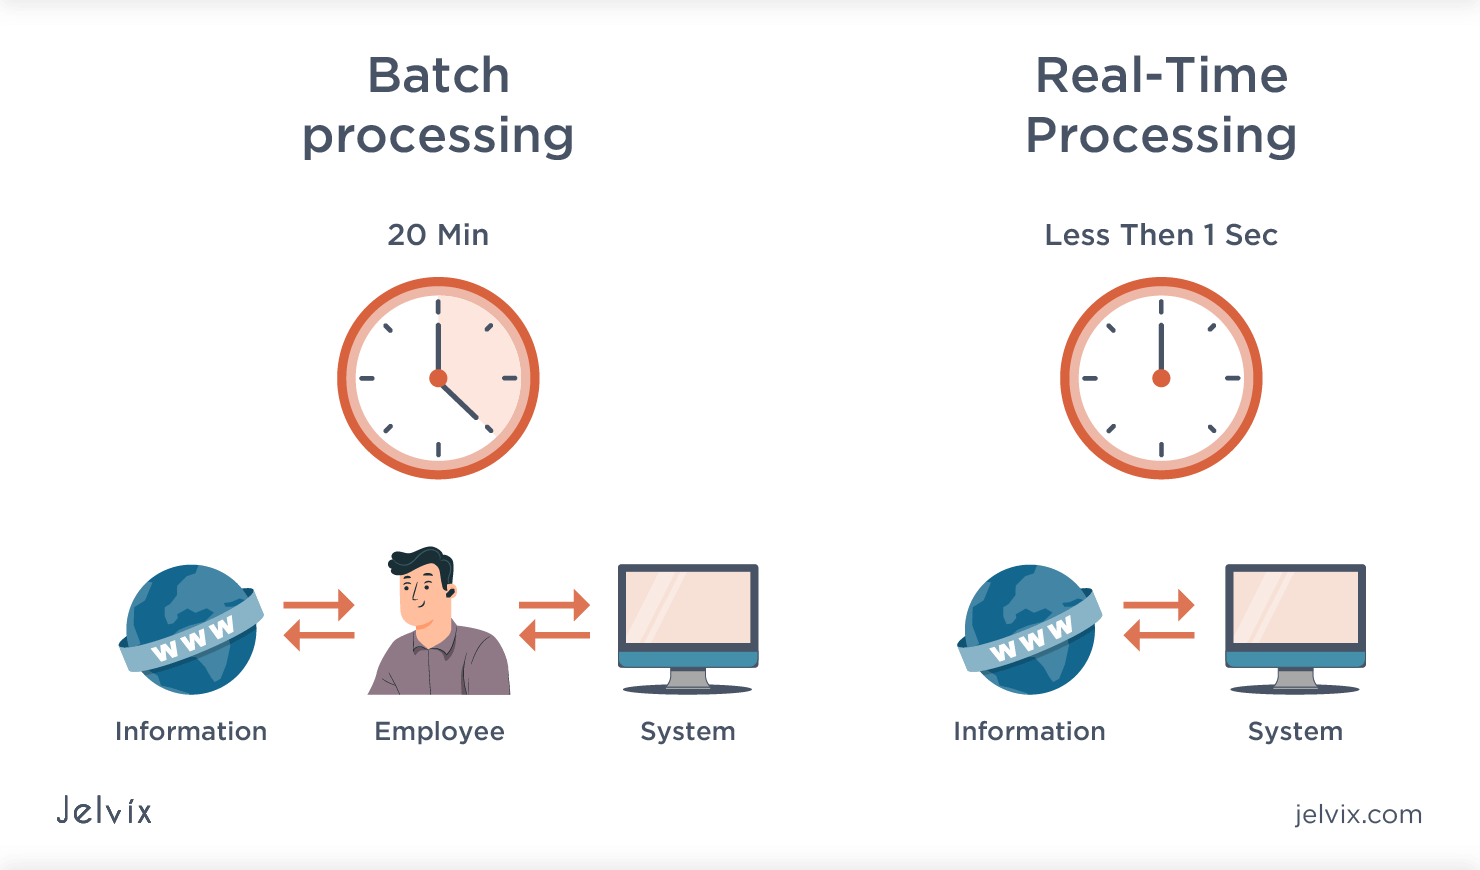 Batch
processing
20 Min
www
Information
Employee
System
Real-Time
Processing
Less Then 1 Sec
www
Information
System
Jelvix
jelvix.com